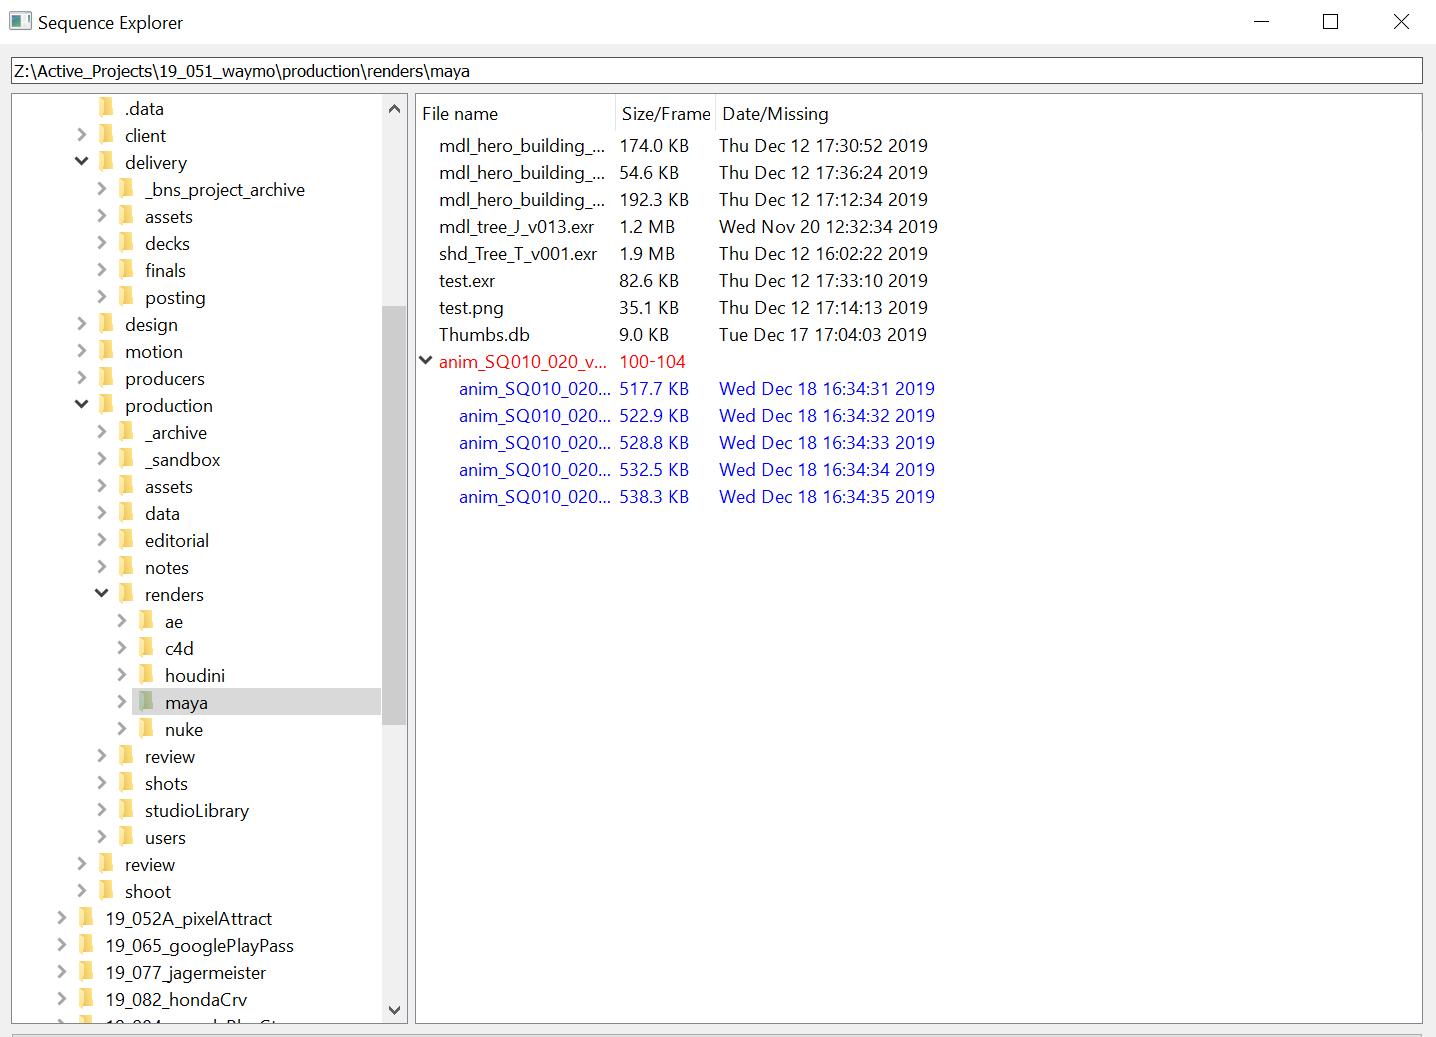 Sequence Explorer
Z:\Active_Projects\19_051_waymo\production\renders\maya
.data
client
delivery
_bns_project_archive
assets
decks
finals
posting
design
motion
producers
production
_archive
_sandbox
assets
data
editorial
notes
renders
ae
c4d
houdini
maya
nuke
review
shots
studioLibrary
users
review
shoot
19_052A_pixelAttract
19_065_googlePlayPass
19_077_jagermeister
19_082_hondaCrv
File name Size/Frame Date/Missing
mdl_hero_building_... 174.0 KB Thu Dec 12 17:30:52 2019
mdl_hero_building_... 54.6 KB Thu Dec 12 17:36:24 2019
mdl_hero_building_... 192.3 KB Thu Dec 12 17:12:34 2019
mdl_tree_J_v013.exr 1.2 MB Wed Nov 20 12:32:34 2019
shd_Tree_T_v001.exr 1.9 MB Thu Dec 12 16:02:22 2019
test.exr 82.6 KB Thu Dec 12 17:33:10 2019
test.png 35.1 KB Thu Dec 12 17:14:13 2019
Thumbs.db 9.0 KB Tue Dec 17 17:04:03 2019
anim_SQ010_020_v... 100-104
anim_SQ010_020... 517.7 KB Wed Dec 18 16:34:31 2019
anim_SQ010_020... 522.9 KB Wed Dec 18 16:34:32 2019
anim_SQ010_020... 528.8 KB Wed Dec 18 16:34:33 2019
anim_SQ010_020... 532.5 KB Wed Dec 18 16:34:34 2019
anim_SQ010_020... 538.3 KB Wed Dec 18 16:34:35 2019